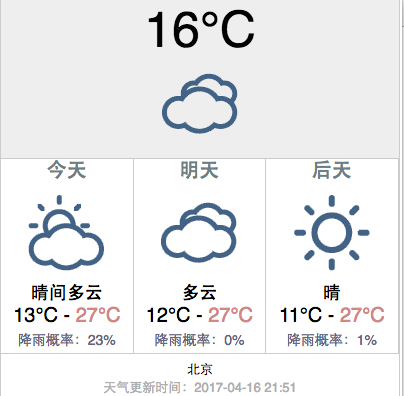 16°C
今天 明天 后天
晴间多云 多云 晴
13°C - 27°C 12°C - 27°C 11°C - 27°C
降雨概率：23% 降雨概率：0% 降雨概率：1%
北京
天气更新时间：2017-04-16 21:51